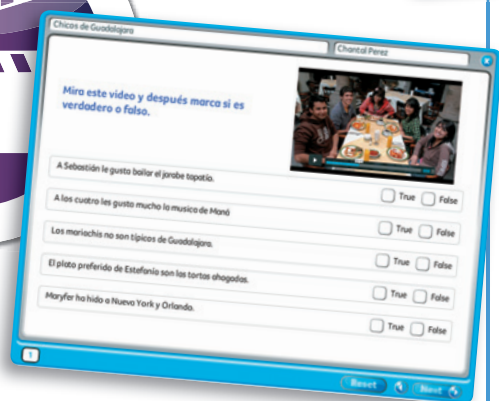 Chicos de Guadalajara
Chantal Perez
Mira este video y después marca si es
verdadero o falso.
A Sebastián le gusta bailar el jarabe tapatío.
True False
A los cuatro les gusta mucho la musica de Maná
True False
Los mariachis no son típicos de Guadalajara.
True False
El plato preferido de Estefanía son las tortas ahogadas.
True False
Maryfer ha hido a Nueva York y Orlando.
True False
1
Reset
Next